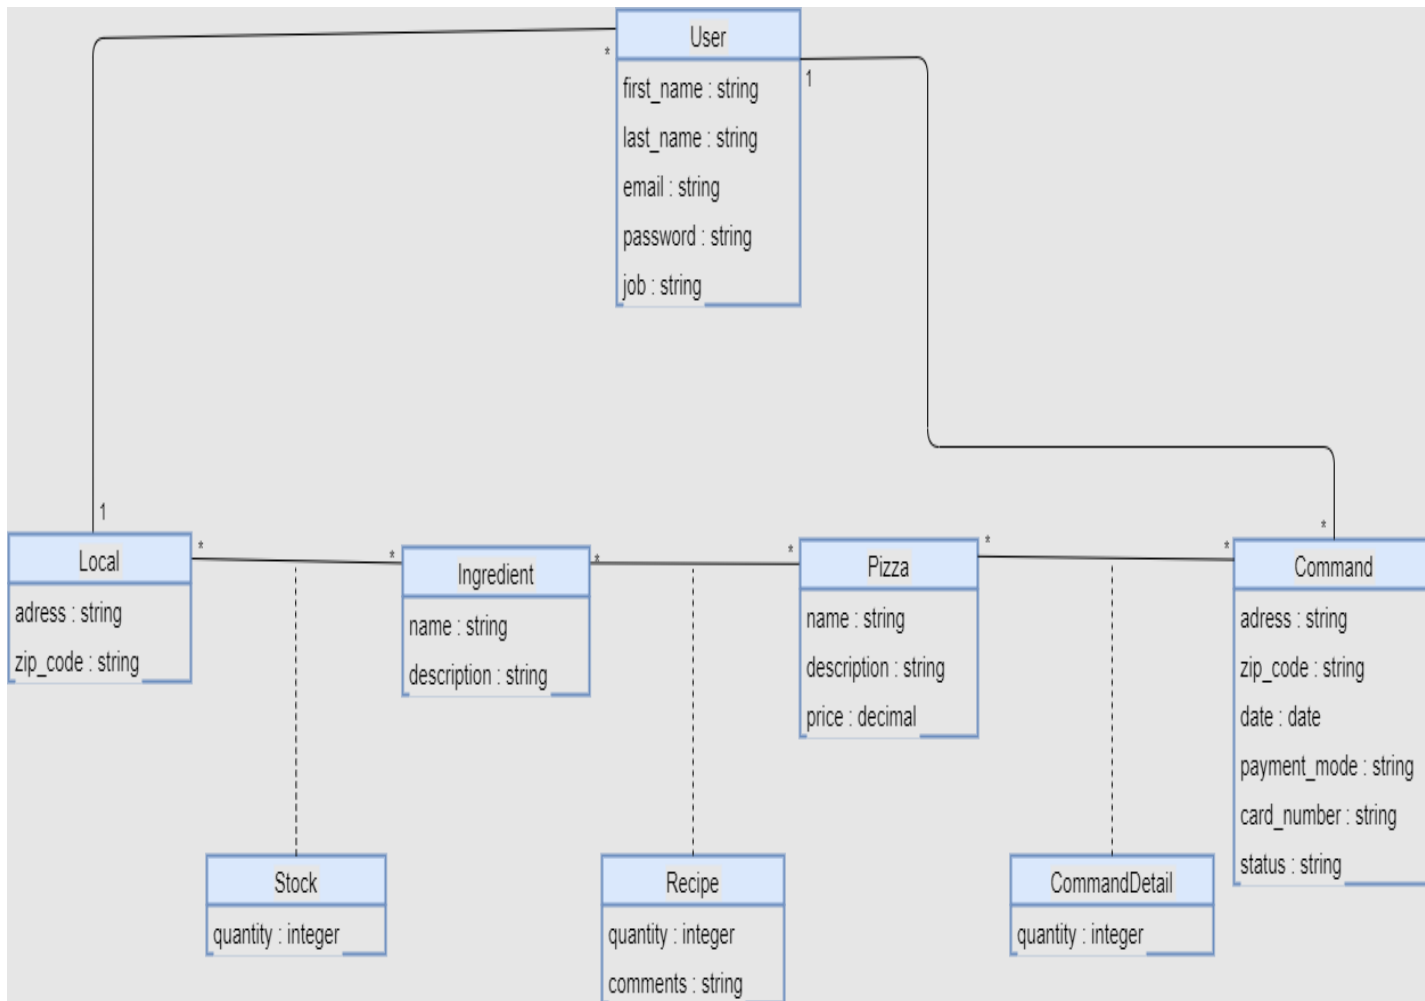 User
*
1
first_name : string
last_name : string
email : string
password : string
job : string
1
*
Local
*
*
Ingredient
*
*
Pizza
*
*
Command
adress : string
zip_code : string
name : string
description : string
name : string
description : string
price : decimal
adress : string
zip_code : string
date : date
payment_mode : string
card_number : string
status : string
Stock
quantity : integer
Recipe
quantity : integer
comments : string
CommandDetail
quantity : integer